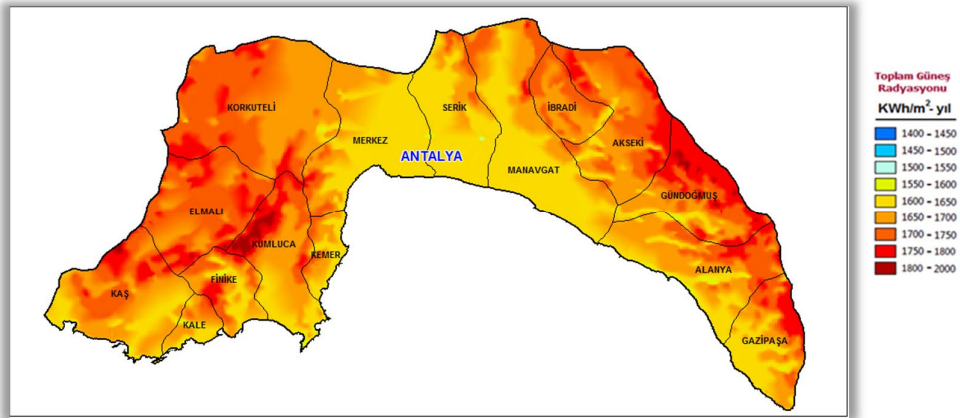 KORKUTELİ
SERİK
İBRADİ
MERKEZ
AKSEKİ
ANTALYA
MANAVGAT
GÜNDOĞMUŞ
ELMALI
KUMLUCA
KEMER
ALANYA
FİNİKE
KAŞ
KALE
GAZİPAŞA
Toplam Güneş
Radyasyonu
KWh/m²- yıl
1400 - 1450
1450 - 1500
1500 - 1550
1550 - 1600
1600 - 1650
1650 - 1700
1700 - 1750
1750 - 1800
1800 - 2000